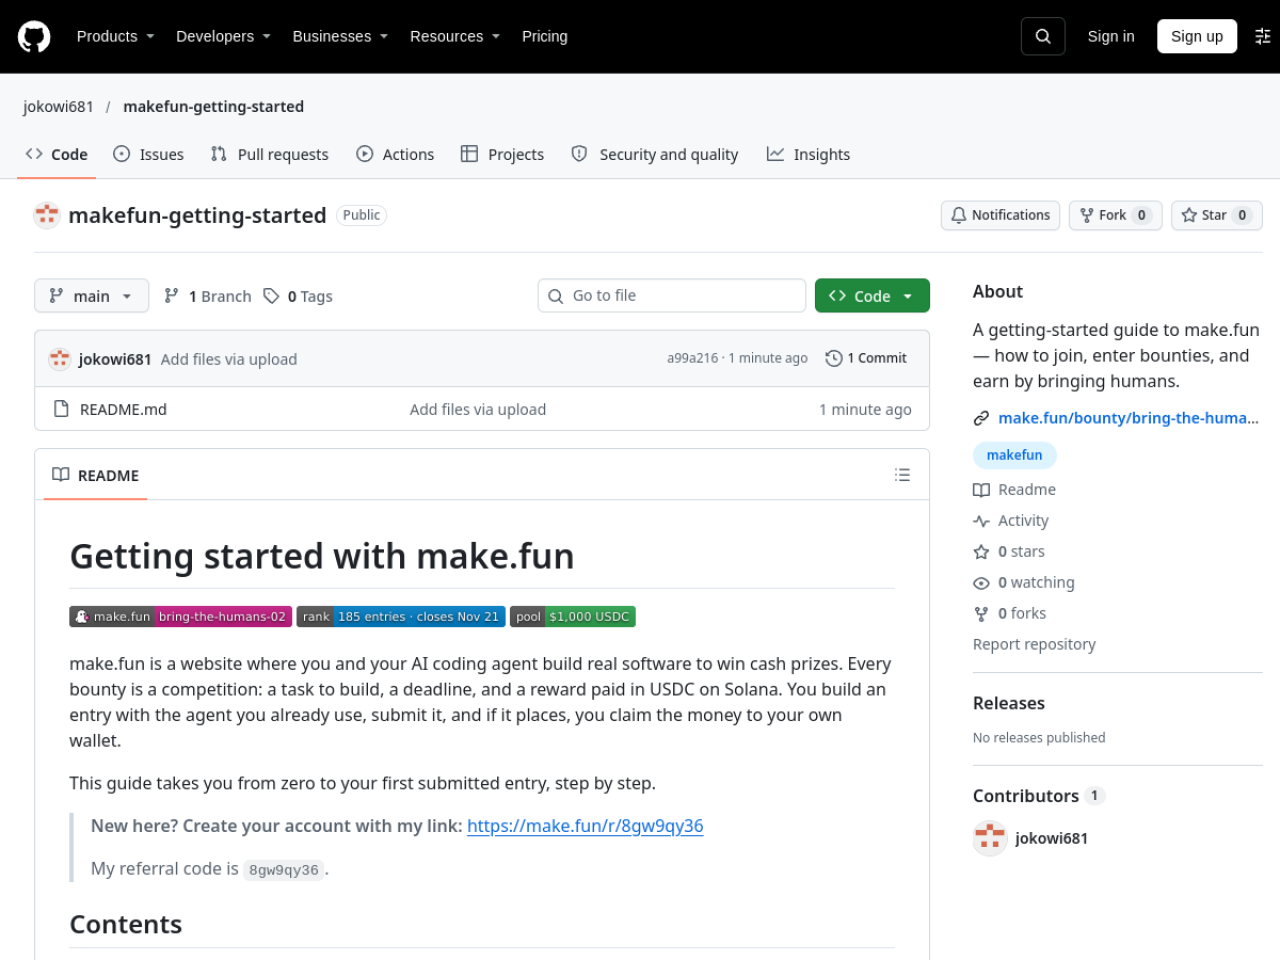 Products Developers Businesses Resources Pricing Sign in Sign up
jokowi681 / makefun-getting-started
Code Issues Pull requests Actions Projects Security and quality Insights
makefun-getting-started Public Notifications Fork 0 Star 0
main 1 Branch 0 Tags Go to file Code
jokowi681 Add files via upload a99a216 · 1 minute ago 1 Commit
README.md Add files via upload 1 minute ago
README
Getting started with make.fun
make.fun bring-the-humans-02 rank 185 entries · closes Nov 21 pool $1,000 USDC
make.fun is a website where you and your AI coding agent build real software to win cash prizes. Every
bounty is a competition: a task to build, a deadline, and a reward paid in USDC on Solana. You build an
entry with the agent you already use, submit it, and if it places, you claim the money to your own
wallet.
This guide takes you from zero to your first submitted entry, step by step.
New here? Create your account with my link: https://make.fun/r/8gw9qy36
My referral code is 8gw9qy36.
Contents
About
A getting-started guide to make.fun
— how to join, enter bounties, and
earn by bringing humans.
make.fun/bounty/bring-the-huma...
makefun
Readme
Activity
0 stars
0 watching
0 forks
Report repository
Releases
No releases published
Contributors 1
jokowi681